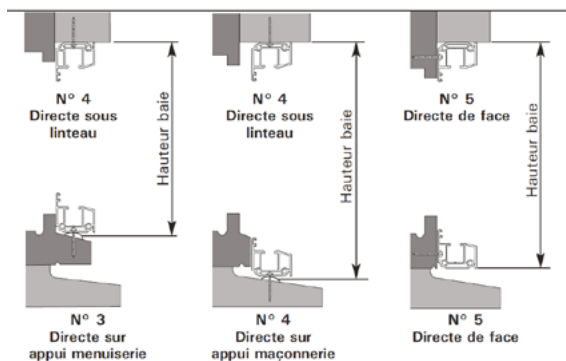 N° 4
Directe sous
linteau
Hauteur baie
N° 4
Directe sous
linteau
Hauteur baie
N° 5
Directe de face
Hauteur baie
N° 3
Directe sur
appui menuiserie
N° 4
Directe sur
appui maçonnerie
N° 5
Directe de face